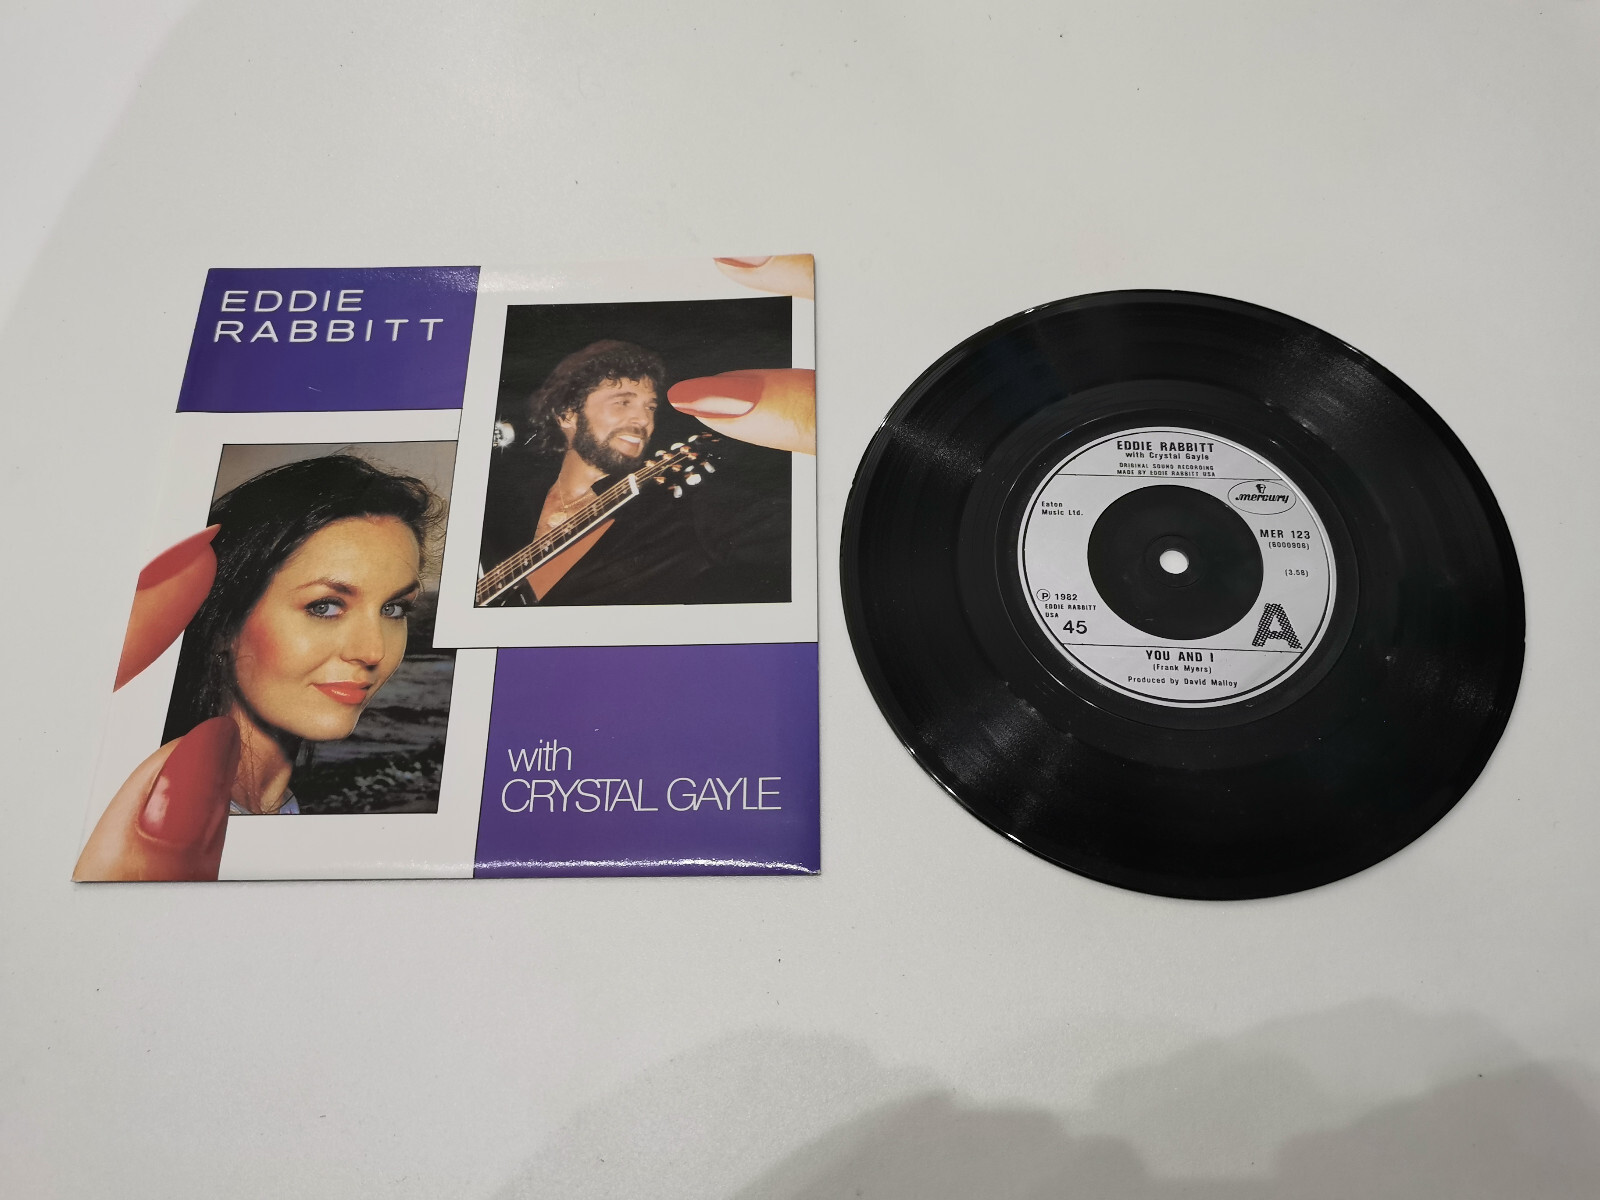 EDDIE
RABBITT
with
CRYSTAL GAYLE
EDDIE RABBITT
with Crystal Gayle
ORIGINAL SOUND RECORDING
MADE BY EDDIE RABBITT USA
mercury
Eaton
Music Ltd.
MER 123
(6000906)
(3.58)
Ⓟ 1982
EDDIE RABBITT
USA
45
A
YOU AND I
(Frank Myers)
Produced by David Malloy